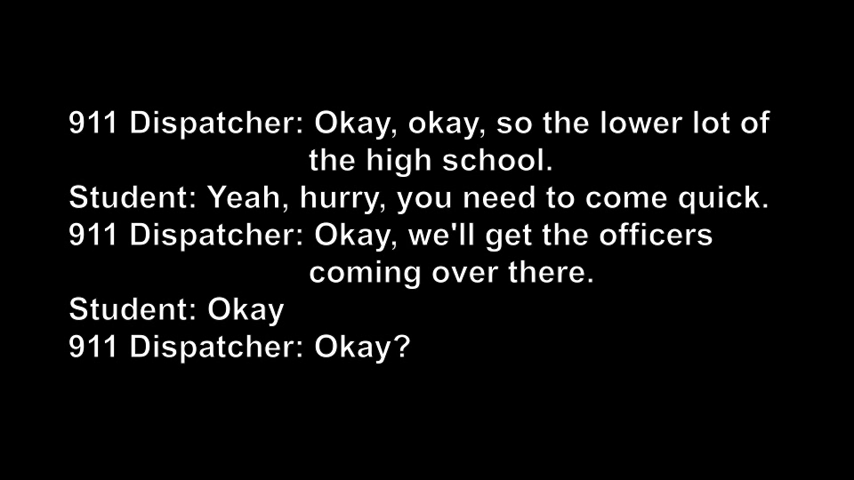 911 Dispatcher: Okay, okay, so the lower lot of
the high school.
Student: Yeah, hurry, you need to come quick.
911 Dispatcher: Okay, we'll get the officers
coming over there.
Student: Okay
911 Dispatcher: Okay?